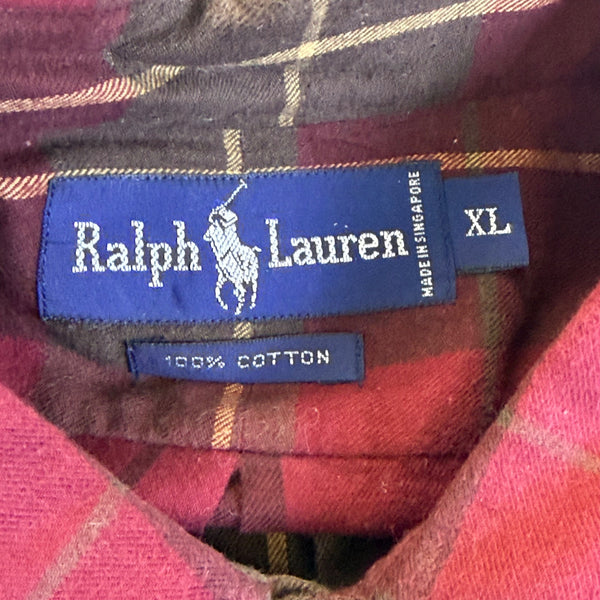 Ralph Lauren
MADE IN SINGAPORE
XL
100% COTTON